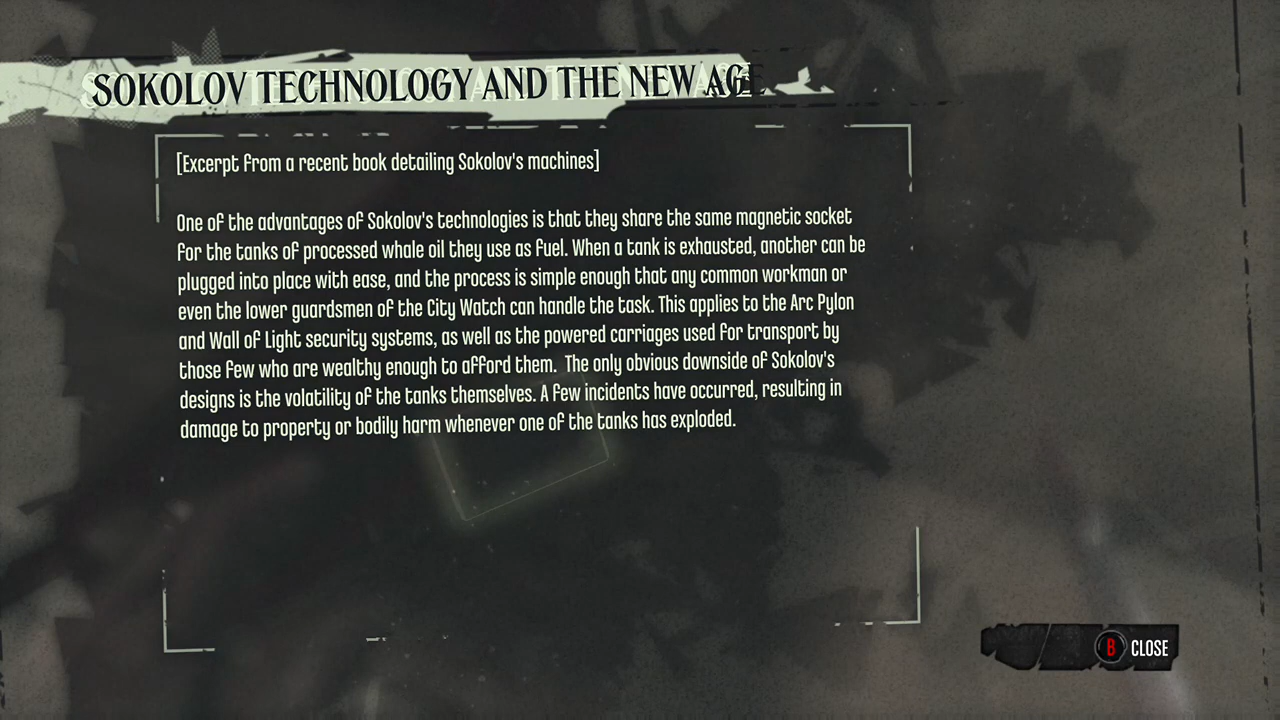 SOKOLOV TECHNOLOGY AND THE NEW AGE
[Excerpt from a recent book detailing Sokolov's machines]
One of the advantages of Sokolov's technologies is that they share the same magnetic socket
for the tanks of processed whale oil they use as fuel. When a tank is exhausted, another can be
plugged into place with ease, and the process is simple enough that any common workman or
even the lower guardsmen of the City Watch can handle the task. This applies to the Arc Pylon
and Wall of Light security systems, as well as the powered carriages used for transport by
those few who are wealthy enough to afford them.  The only obvious downside of Sokolov's
designs is the volatility of the tanks themselves. A few incidents have occurred, resulting in
damage to property or bodily harm whenever one of the tanks has exploded.
B CLOSE